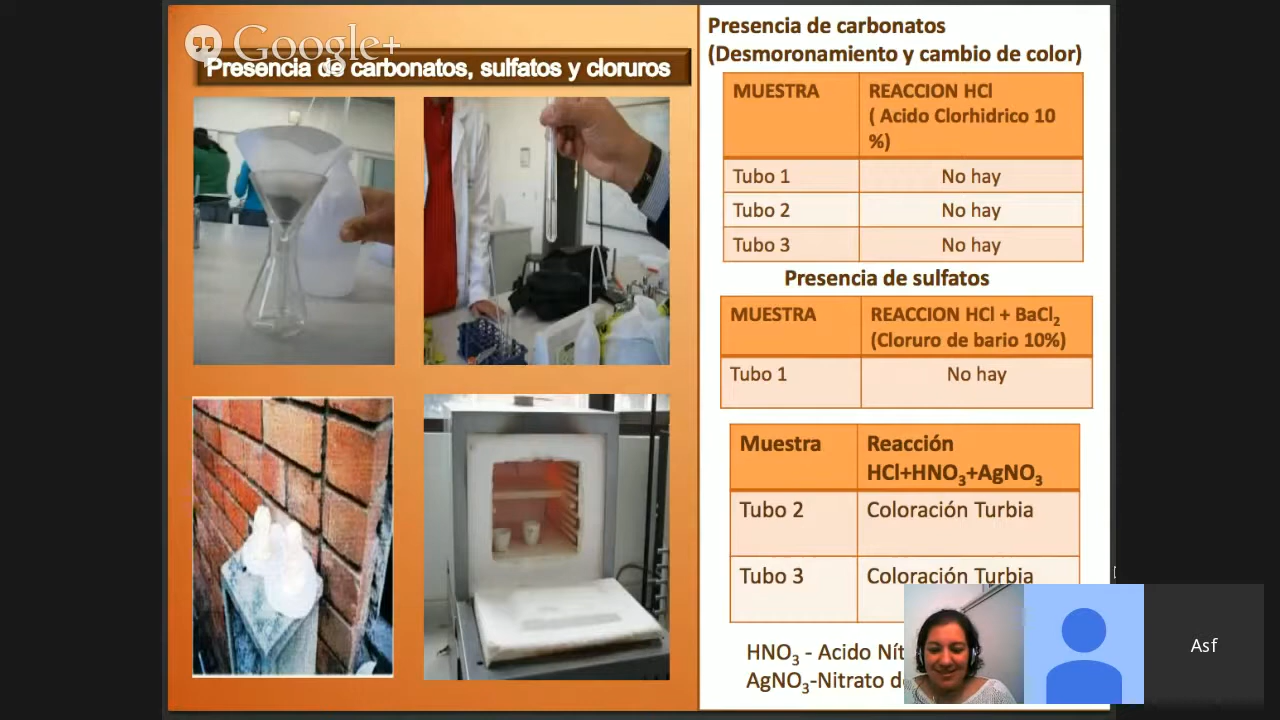 Google+
Presencia de carbonatos, sulfatos y cloruros
Presencia de carbonatos
(Desmoronamiento y cambio de color)
MUESTRA REACCION HCl
( Acido Clorhidrico 10
%)
Tubo 1 No hay
Tubo 2 No hay
Tubo 3 No hay
Presencia de sulfatos
MUESTRA REACCION HCl + BaCl₂
(Cloruro de bario 10%)
Tubo 1 No hay
Muestra Reacción
HCl+HNO₃+AgNO₃
Tubo 2 Coloración Turbia
Tubo 3 Coloración Turbia
HNO₃ - Acido
AgNO₃-Nitrato
Asf